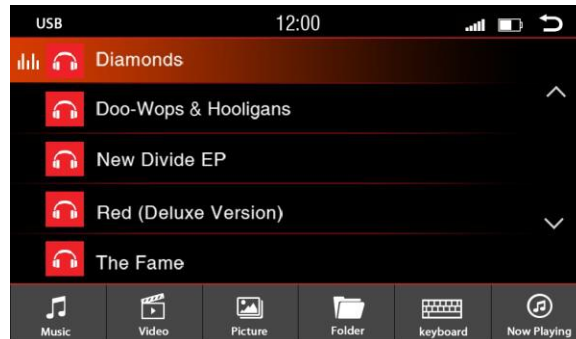 USB 12:00
Diamonds
Doo-Wops & Hooligans
New Divide EP
Red (Deluxe Version)
The Fame
Music Video Picture Folder keyboard Now Playing